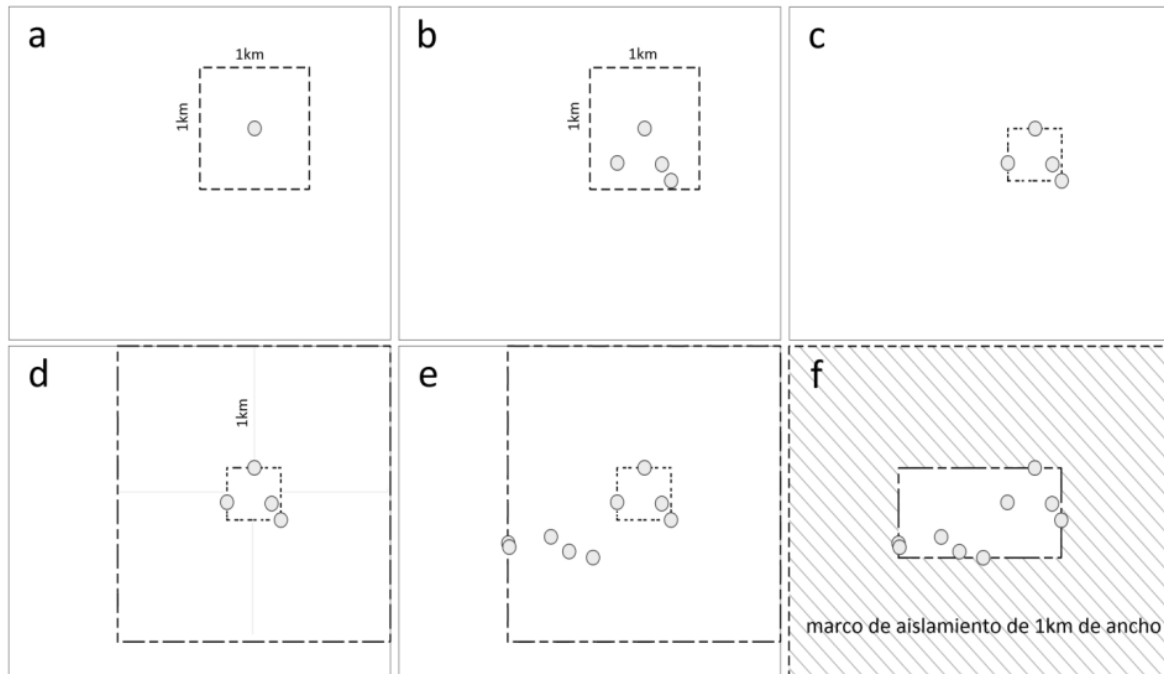 a
1km
1km
b
1km
1km
c
d
1km
e
f
marco de aislamiento de 1km de ancho